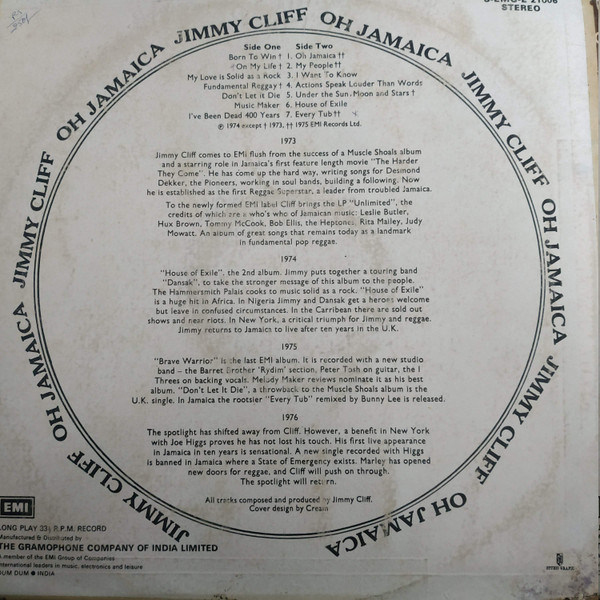 STEREO
JIMMY CLIFF OH JAMAICA JIMMY CLIFF OH JAMAICA JIMMY CLIFF OH JAMAICA JIMMY CLIFF OH JAMAICA JIMMY CLIFF OH JAMAICA
Side One Side Two
Born To Win † 1. Oh Jamaica ††
On My Life † 2. My People ††
My Love is Solid as a Rock 3. I Want To Know
Fundamental Reggay † 4. Actions Speak Louder Than Words
Don't Let it Die 5. Under the Sun, Moon and Stars †
Music Maker 6. House of Exile
I've Been Dead 400 Years 7. Every Tub ††
℗ 1974 except † 1973, †† 1975 EMI Records Ltd.
1973
Jimmy Cliff comes to EMI flush from the success of a Muscle Shoals album
and a starring role in Jamaica's first feature length movie "The Harder
They Come". He has come up the hard way, writing songs for Desmond
Dekker, the Pioneers, working in soul bands, building a following. Now
he is established as the first Reggae Superstar, a leader from troubled Jamaica.
To the newly formed EMI label Cliff brings the LP "Unlimited", the
credits of which are a who's who of Jamaican music: Leslie Butler,
Hux Brown, Tommy McCook, Bob Ellis, the Heptones, Rita Mailey, Judy
Mowatt. An album of great songs that remains today as a landmark
in fundamental pop reggae.
1974
"House of Exile", the 2nd album. Jimmy puts together a touring band
"Dansak", to take the stronger message of this album to the people.
The Hammersmith Palais cooks to music solid as a rock. "House of Exile"
is a huge hit in Africa. In Nigeria Jimmy and Dansak get a heroes welcome
but leave in confused circumstances. In the Carribean there are sold out
shows and near riots. In New York, a critical triumph for Jimmy and reggae.
Jimmy returns to Jamaica to live after ten years in the U.K.
1975
"Brave Warrior" is the last EMI album. It is recorded with a new studio
band – the Barret Brother 'Rydim' section, Peter Tosh on guitar, the I
Threes on backing vocals. Melody Maker reviews nominate it as his best
album. "Don't Let It Die", a throwback to the Muscle Shoals album is the
U.K. single. In Jamaica the rootsier "Every Tub" remixed by Bunny Lee is released.
1976
The spotlight has shifted away from Cliff. However, a benefit in New York
with Joe Higgs proves he has not lost his touch. His first live appearance
in Jamaica in ten years is sensational. A new single recorded with Higgs
is banned in Jamaica where a State of Emergency exists. Marley has opened
new doors for reggae, and Cliff will push on through.
The spotlight will return.
All tracks composed and produced by Jimmy Cliff.
Cover design by Cream
EMI
LONG PLAY 33⅓ R.P.M. RECORD
Manufactured & Distributed by
THE GRAMOPHONE COMPANY OF INDIA LIMITED
A member of the EMI Group of Companies
International leaders in music, electronics and leisure
DUM DUM ● INDIA